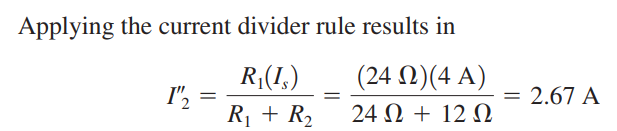 Applying the current divider rule results in
I″₂ = R₁(Iₛ) / R₁ + R₂ = (24 Ω)(4 A) / 24 Ω + 12 Ω = 2.67 A